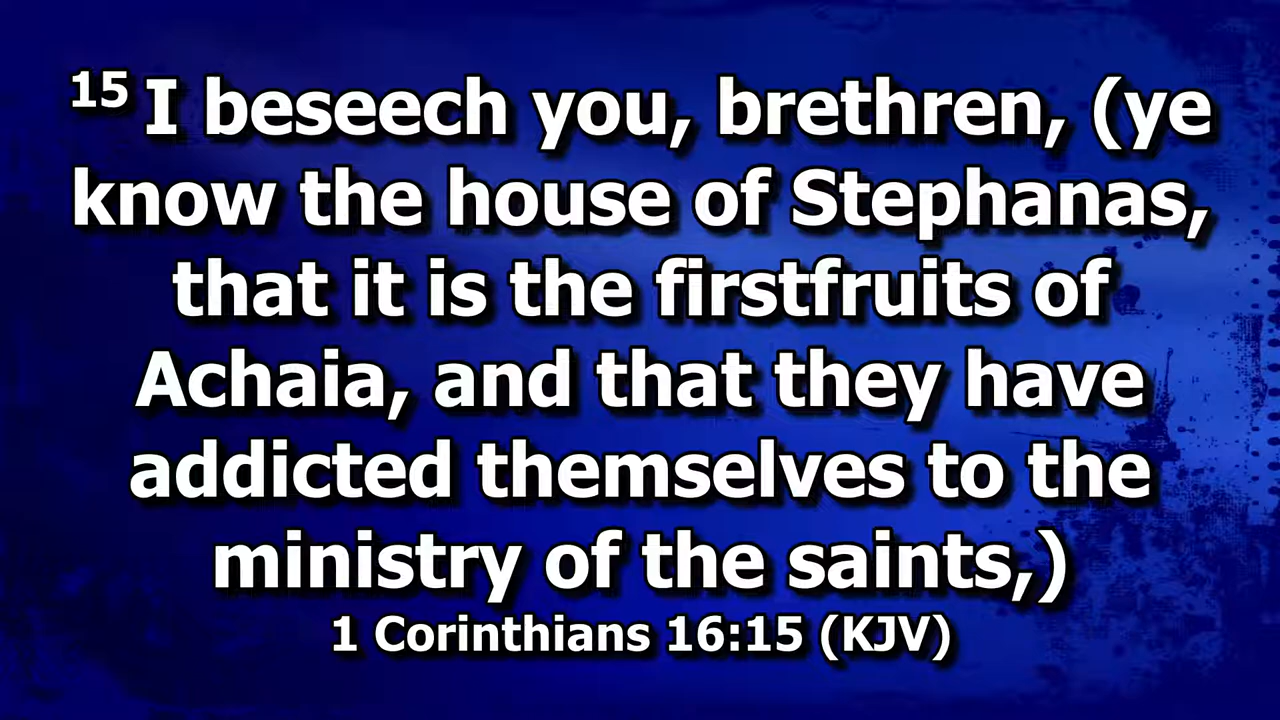 15 I beseech you, brethren, (ye
know the house of Stephanas,
that it is the firstfruits of
Achaia, and that they have
addicted themselves to the
ministry of the saints,)
1 Corinthians 16:15 (KJV)